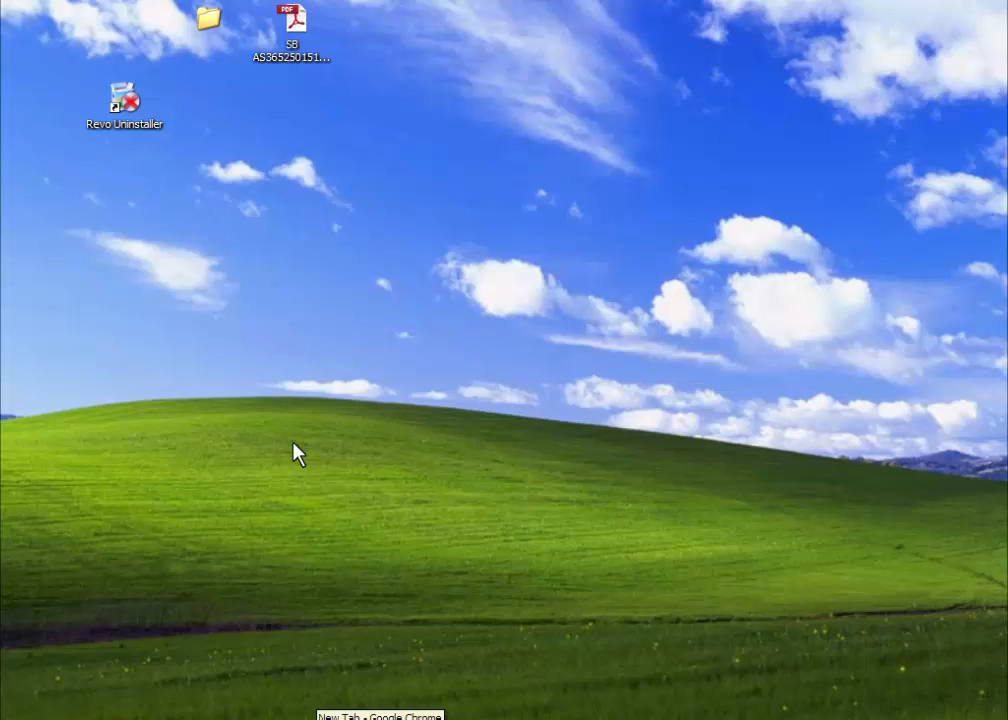 PDF
SB
AS365250151...
Revo Uninstaller
New Tab - Google Chrome